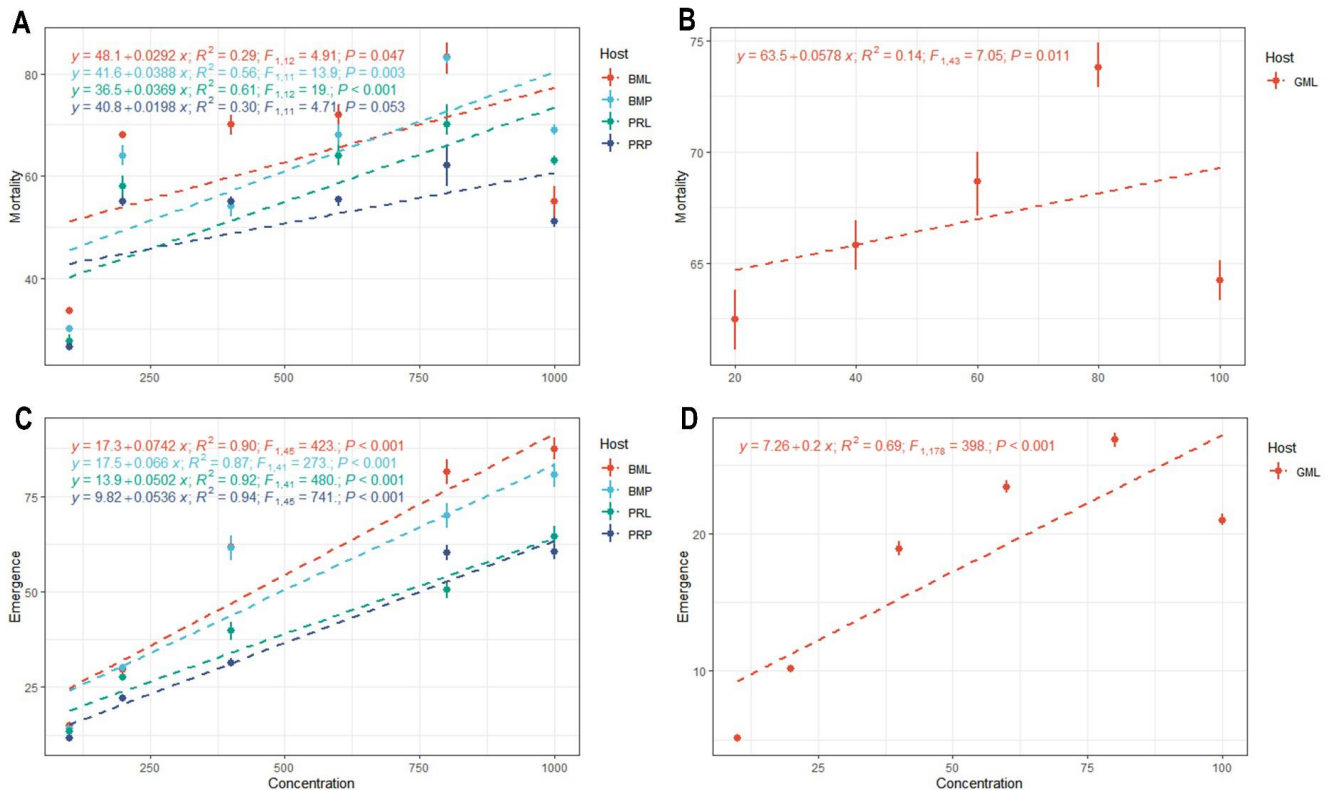 A
y = 48.1 + 0.0292 x; R² = 0.29; F1,12 = 4.91; P = 0.047
y = 41.6 + 0.0388 x; R² = 0.56; F1,11 = 13.9; P = 0.003
y = 36.5 + 0.0369 x; R² = 0.61; F1,12 = 19.; P < 0.001
y = 40.8 + 0.0198 x; R² = 0.30; F1,11 = 4.71; P = 0.053
Host
BML
BMP
PRL
PRP
Mortality
80
60
40
250
500
750
1000
B
y = 63.5 + 0.0578 x; R² = 0.14; F1,43 = 7.05; P = 0.011
Host
GML
Mortality
75
70
65
20
40
60
80
100
C
y = 17.3 + 0.0742 x; R² = 0.90; F1,45 = 423.; P < 0.001
y = 17.5 + 0.066 x; R² = 0.87; F1,41 = 273.; P < 0.001
y = 13.9 + 0.0502 x; R² = 0.92; F1,41 = 480.; P < 0.001
y = 9.82 + 0.0536 x; R² = 0.94; F1,45 = 741.; P < 0.001
Host
BML
BMP
PRL
PRP
Emergence
75
50
25
250
500
750
1000
Concentration
D
y = 7.26 + 0.2 x; R² = 0.69; F1,178 = 398.; P < 0.001
Host
GML
Emergence
20
10
25
50
75
100
Concentration